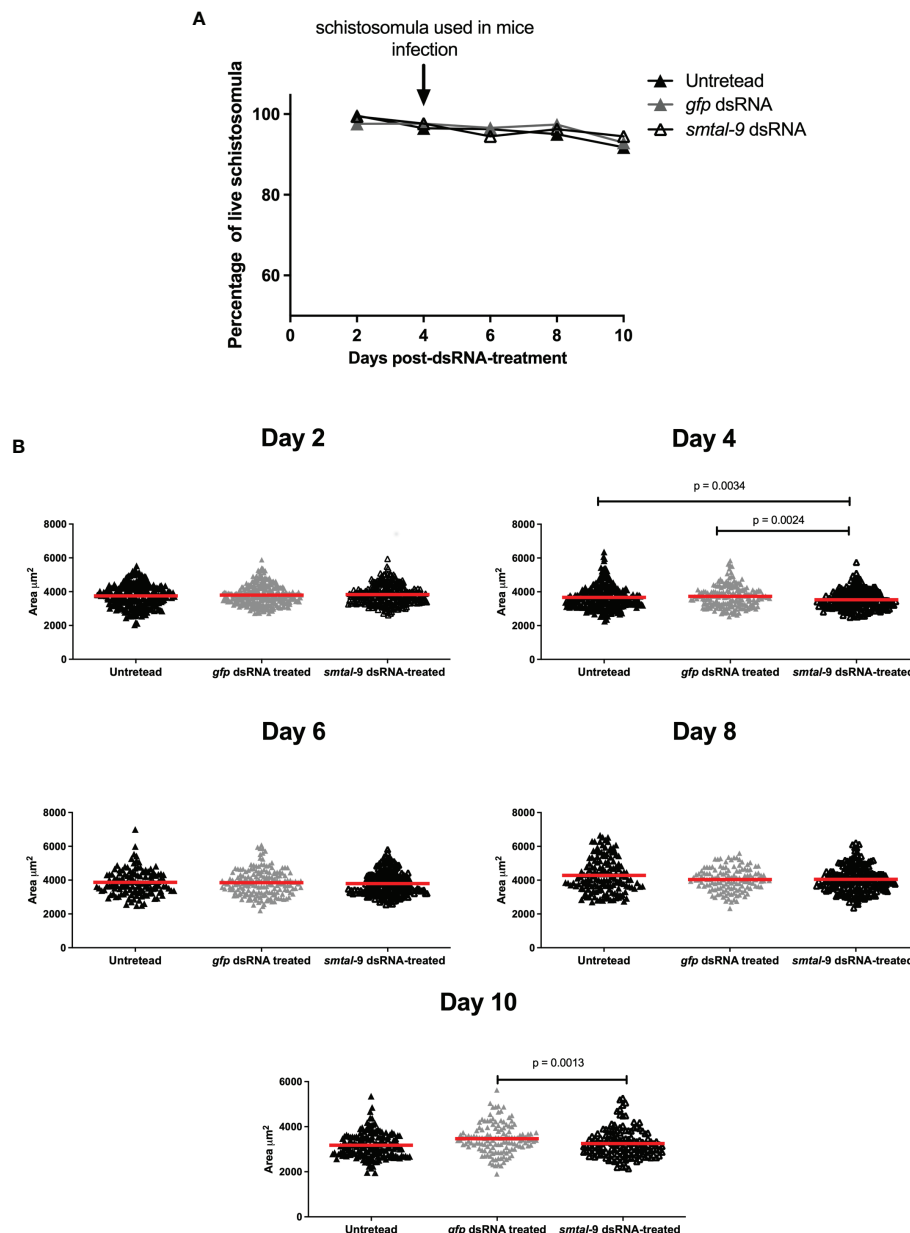 A
schistosomula used in mice
infection
Percentage of live schistosomula
100
80
60
0
2
4
6
8
10
Days post-dsRNA-treatment
Untretead
gfp dsRNA
smtal-9 dsRNA
B
Day 2
Area μm²
8000
6000
4000
2000
0
Untretead
gfp dsRNA treated
smtal-9 dsRNA-treated
Day 4
p = 0.0034
p = 0.0024
Area μm²
8000
6000
4000
2000
0
Untretead
gfp dsRNA treated
smtal-9 dsRNA-treated
Day 6
Area μm²
8000
6000
4000
2000
0
Untretead
gfp dsRNA treated
smtal-9 dsRNA-treated
Day 8
Area μm²
8000
6000
4000
2000
0
Untretead
gfp dsRNA treated
smtal-9 dsRNA-treated
Day 10
p = 0.0013
Area μm²
6000
4000
2000
0
Untretead
gfp dsRNA treated
smtal-9 dsRNA-treated